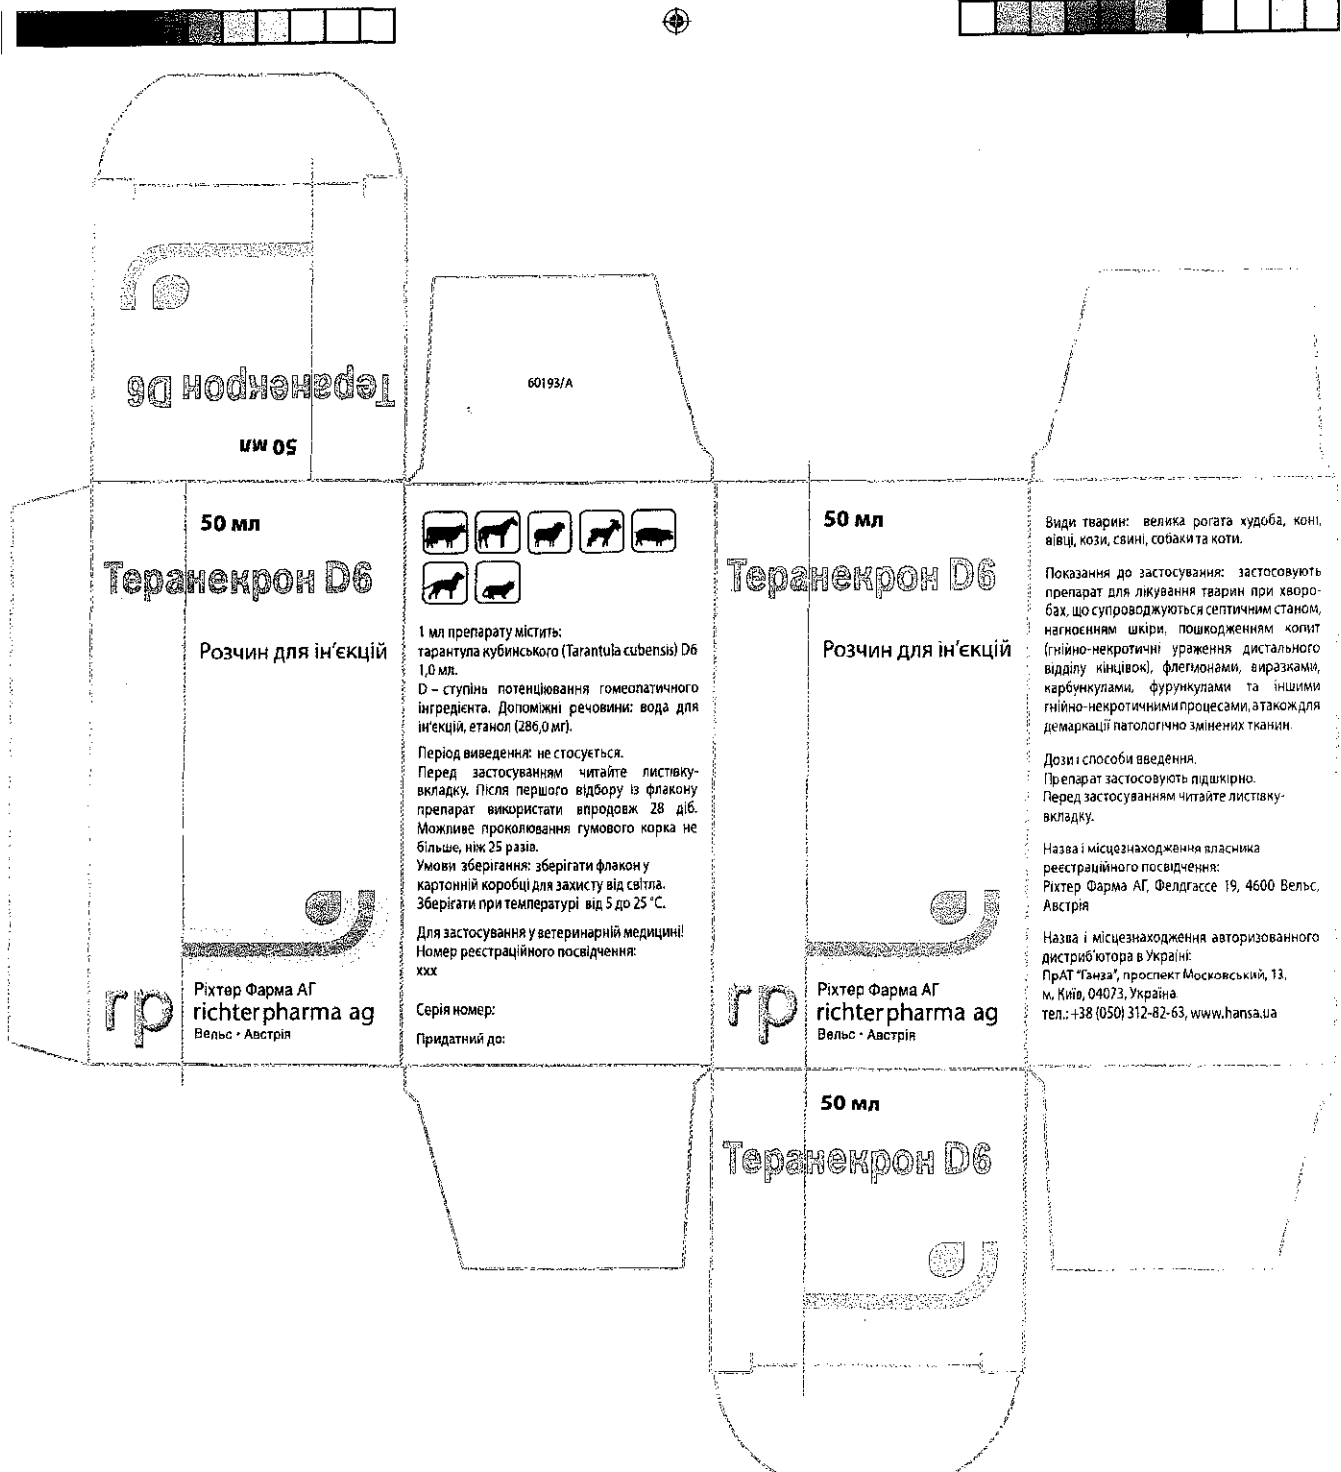 Теранекрон D6
50 мл
60193/A
50 мл
Теранекрон D6
Розчин для ін'єкцій
rp
Ріхтер Фарма АГ
richterpharma ag
Вельс • Австрія
1 мл препарату містить:
тарантула кубинського (Tarantula cubensis) D6
1,0 мл.
D – ступінь потенціювання гомеопатичного
інгредієнта. Допоміжні речовини: вода для
ін'єкцій, етанол (286,0 мг).
Період виведення: не стосується.
Перед застосуванням читайте листівку-
вкладку. Після першого відбору із флакону
препарат використати впродовж 28 діб.
Можливе проколювання гумового корка не
більше, ніж 25 разів.
Умови зберігання: зберігати флакон у
картонній коробці для захисту від світла.
Зберігати при температурі від 5 до 25 °С.
Для застосування у ветеринарній медицині!
Номер реєстраційного посвідчення:
xxx
Серія номер:
Придатний до:
50 мл
Теранекрон D6
Розчин для ін'єкцій
rp
Ріхтер Фарма АГ
richterpharma ag
Вельс • Австрія
Види тварин: велика рогата худоба, коні,
вівці, кози, свині, собаки та коти.
Показання до застосування: застосовують
препарат для лікування тварин при хворо-
бах, що супроводжуються септичним станом,
нагноєнням шкіри, пошкодженням копит
(гнійно-некротичні ураження дистального
відділу кінцівок), флегмонами, виразками,
карбункулами, фурункулами та іншими
гнійно-некротичними процесами, а також для
демаркації патологічно змінених тканин.
Дози і способи введення.
Препарат застосовують підшкірно.
Перед застосуванням читайте листівку-
вкладку.
Назва і місцезнаходження власника
реєстраційного посвідчення:
Ріхтер Фарма АГ, Фелдгассе 19, 4600 Вельс,
Австрія
Назва і місцезнаходження авторизованного
дистриб'ютора в Україні:
ПрАТ "Ганза", проспект Московський, 13,
м. Київ, 04073, Україна
тел.: +38 (050) 312-82-63, www.hansa.ua
50 мл
Теранекрон D6